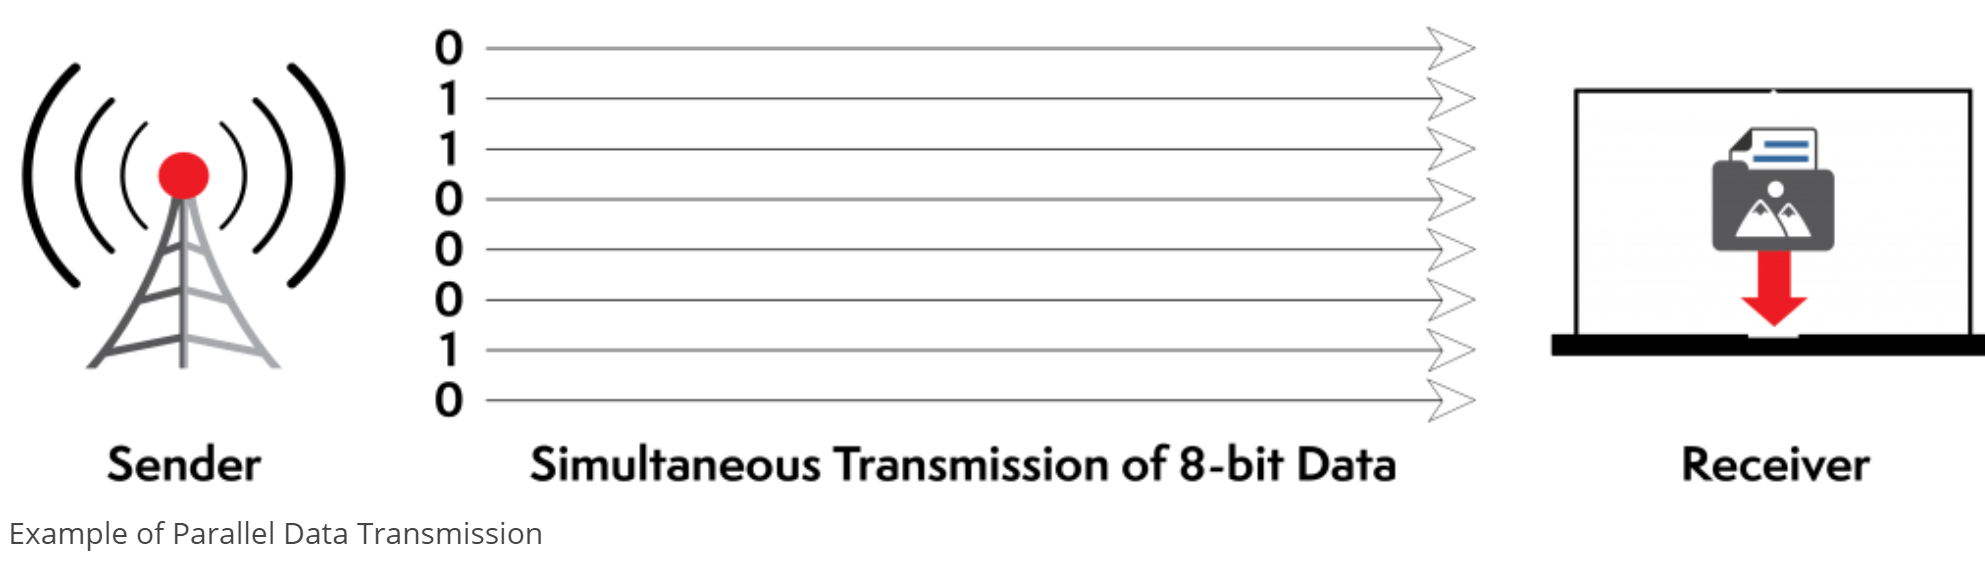 0
1
1
0
0
0
1
0
Sender
Simultaneous Transmission of 8-bit Data
Receiver
Example of Parallel Data Transmission